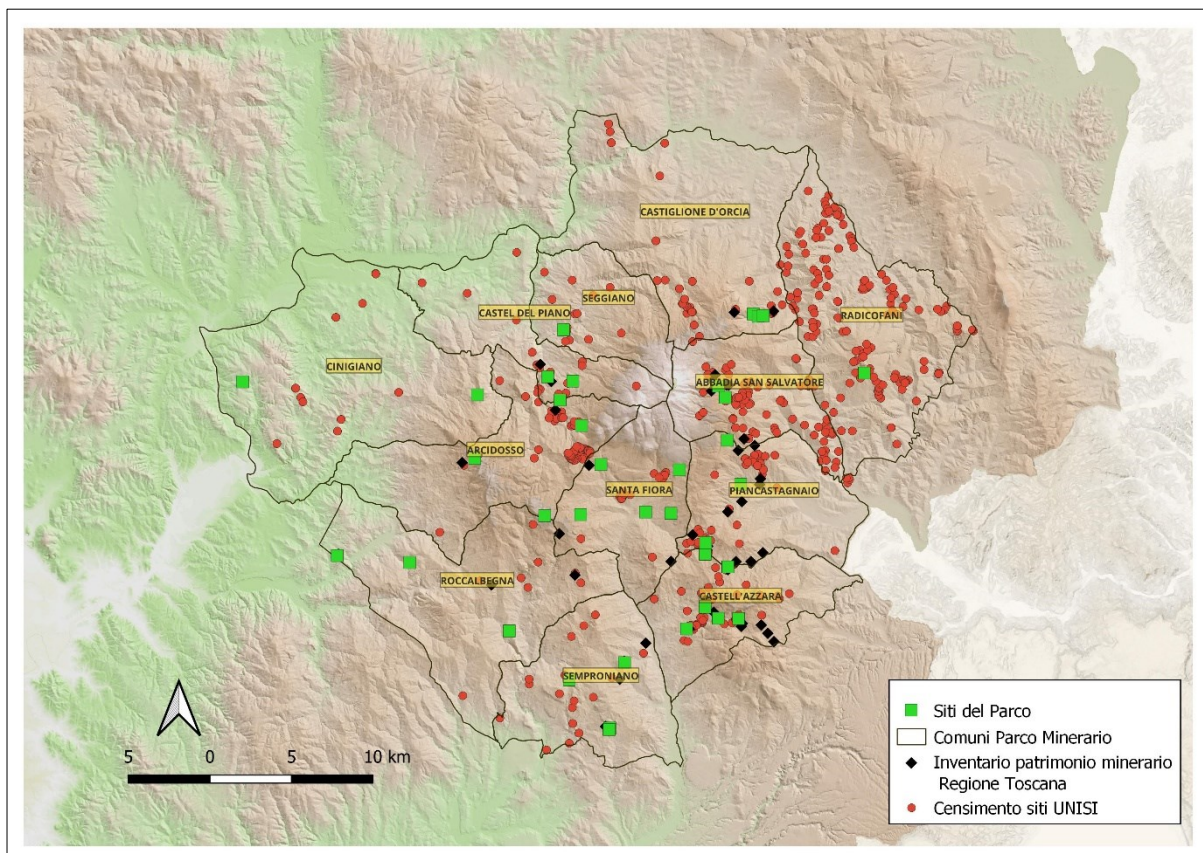 CASTIGLIONE D'ORCIA
SEGGIANO
CASTEL DEL PIANO
RADICOFANI
CINIGIANO
ABBADIA SAN SALVATORE
ARCIDOSSO
SANTA FIORA
PIANCASTAGNAIO
ROCCALBEGNA
CASTELL'AZZARA
SEMPRONIANO
5 0 5 10 km
Siti del Parco
Comuni Parco Minerario
Inventario patrimonio minerario
Regione Toscana
Censimento siti UNISI